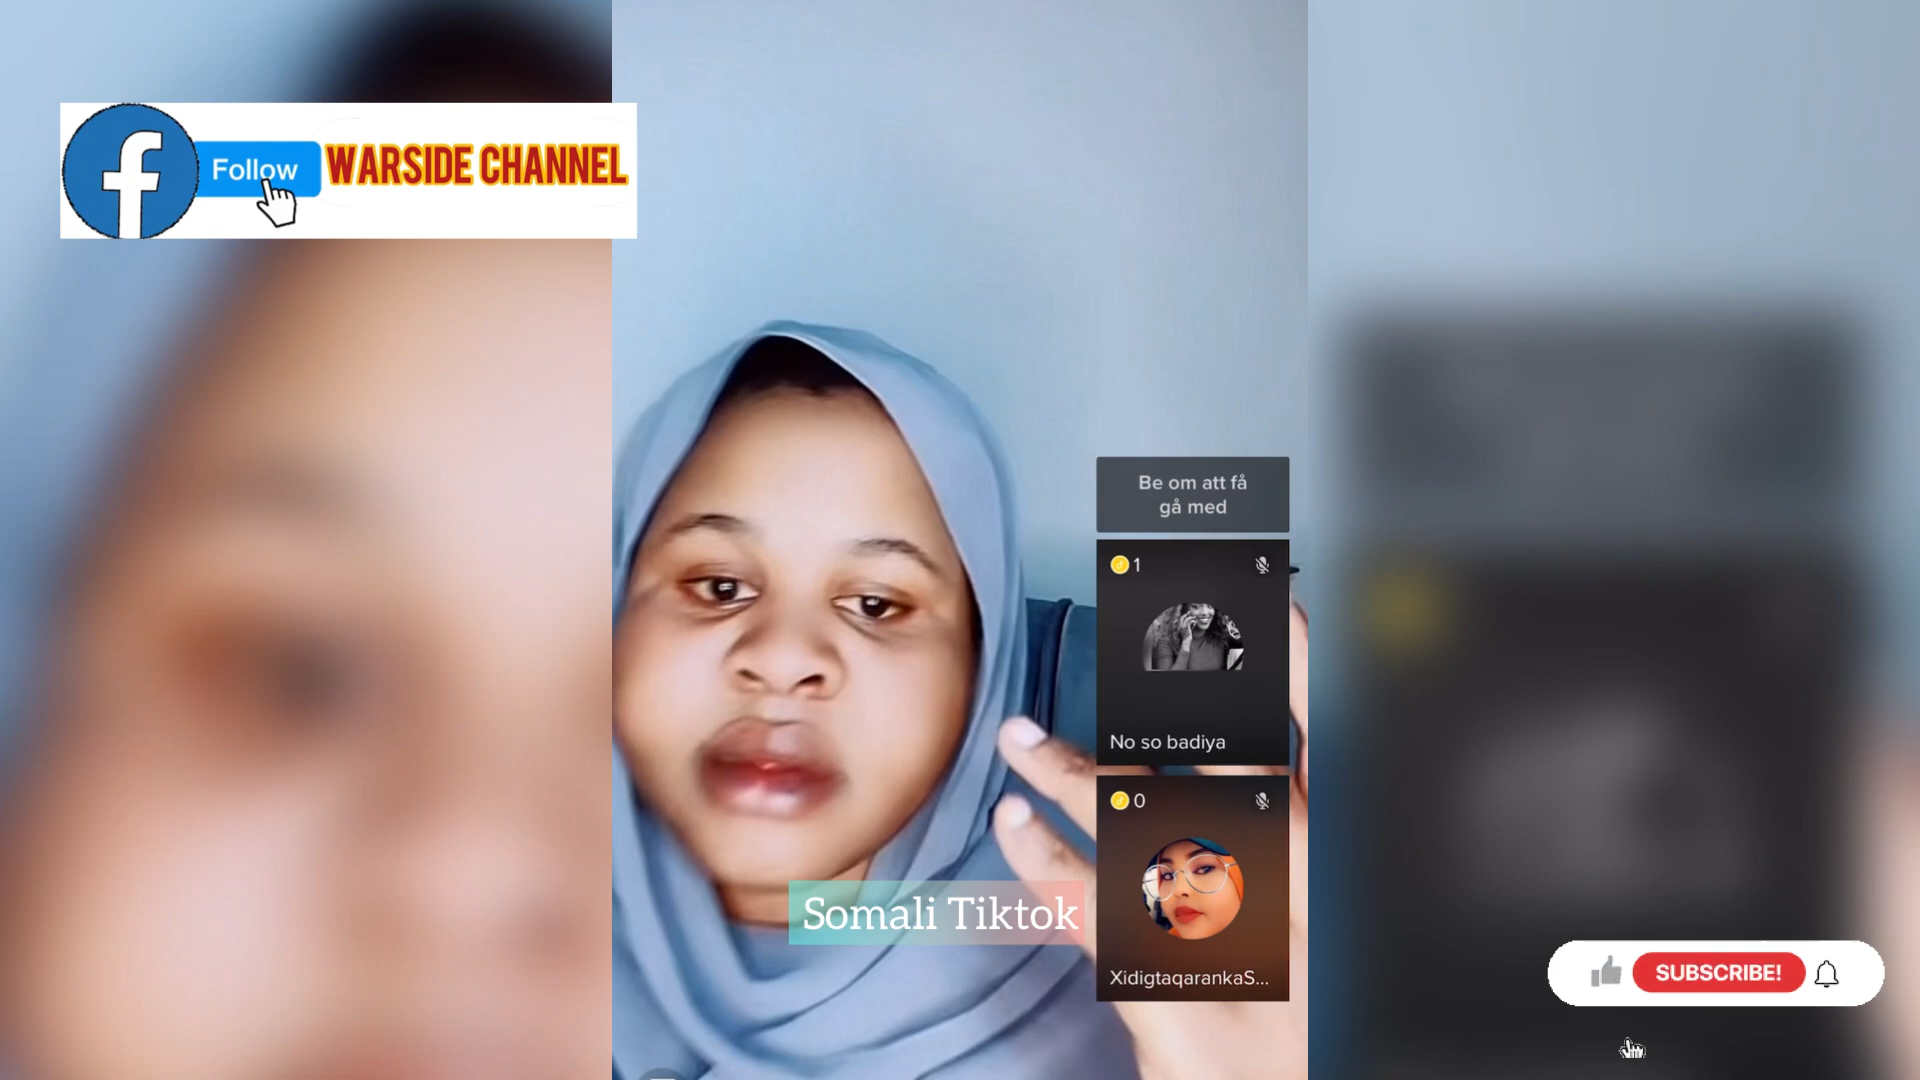 Follow
WARSIDE CHANNEL
Be om att få
gå med
1
No so badiya
0
XidigtaqarankaS...
Somali Tiktok
SUBSCRIBE!